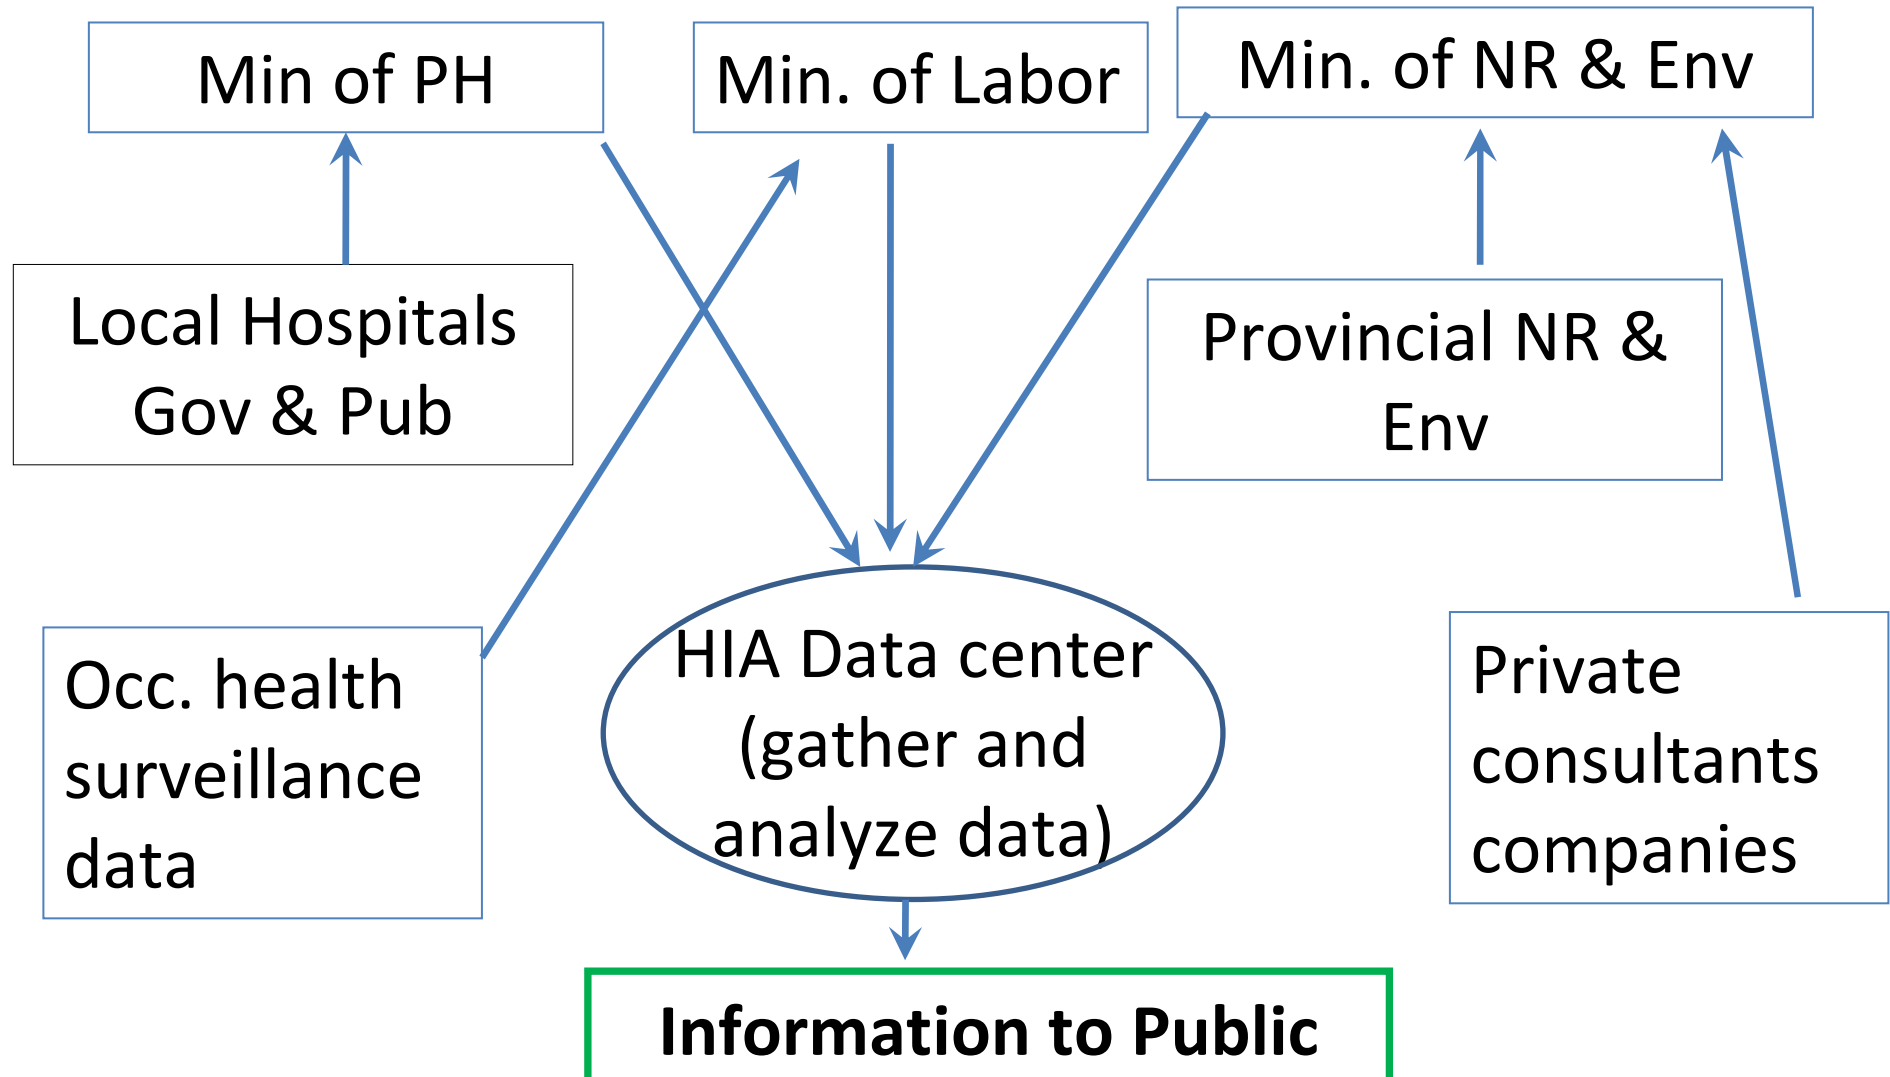 Min of PH
Min. of Labor
Min. of NR & Env
Local Hospitals
Gov & Pub
Provincial NR &
Env
Occ. health
surveillance
data
HIA Data center
(gather and
analyze data)
Private
consultants
companies
Information to Public